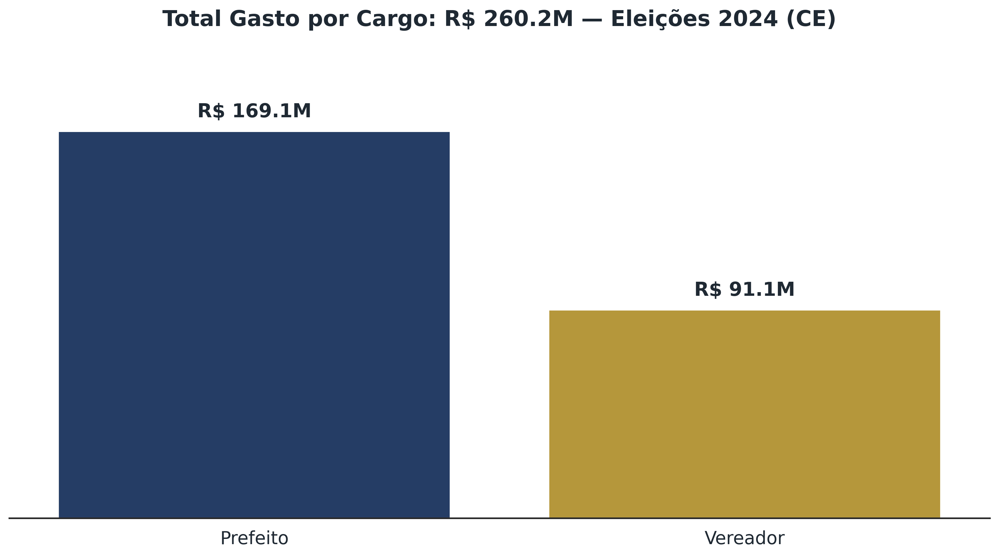 Total Gasto por Cargo: R$ 260.2M — Eleições 2024 (CE)
R$ 169.1M
R$ 91.1M
Prefeito
Vereador